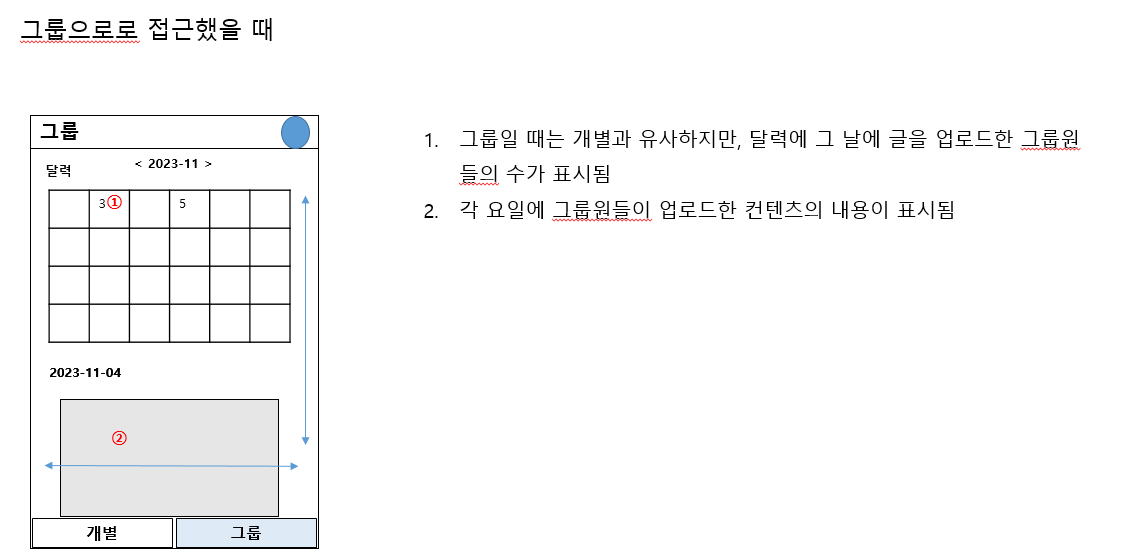 그룹으로로 접근했을 때
그룹
달력
< 2023-11 >
3①
5
2023-11-04
②
개별
그룹
1. 그룹일 때는 개별과 유사하지만, 달력에 그 날에 글을 업로드한 그룹원
들의 수가 표시됨
2. 각 요일에 그룹원들이 업로드한 컨텐츠의 내용이 표시됨